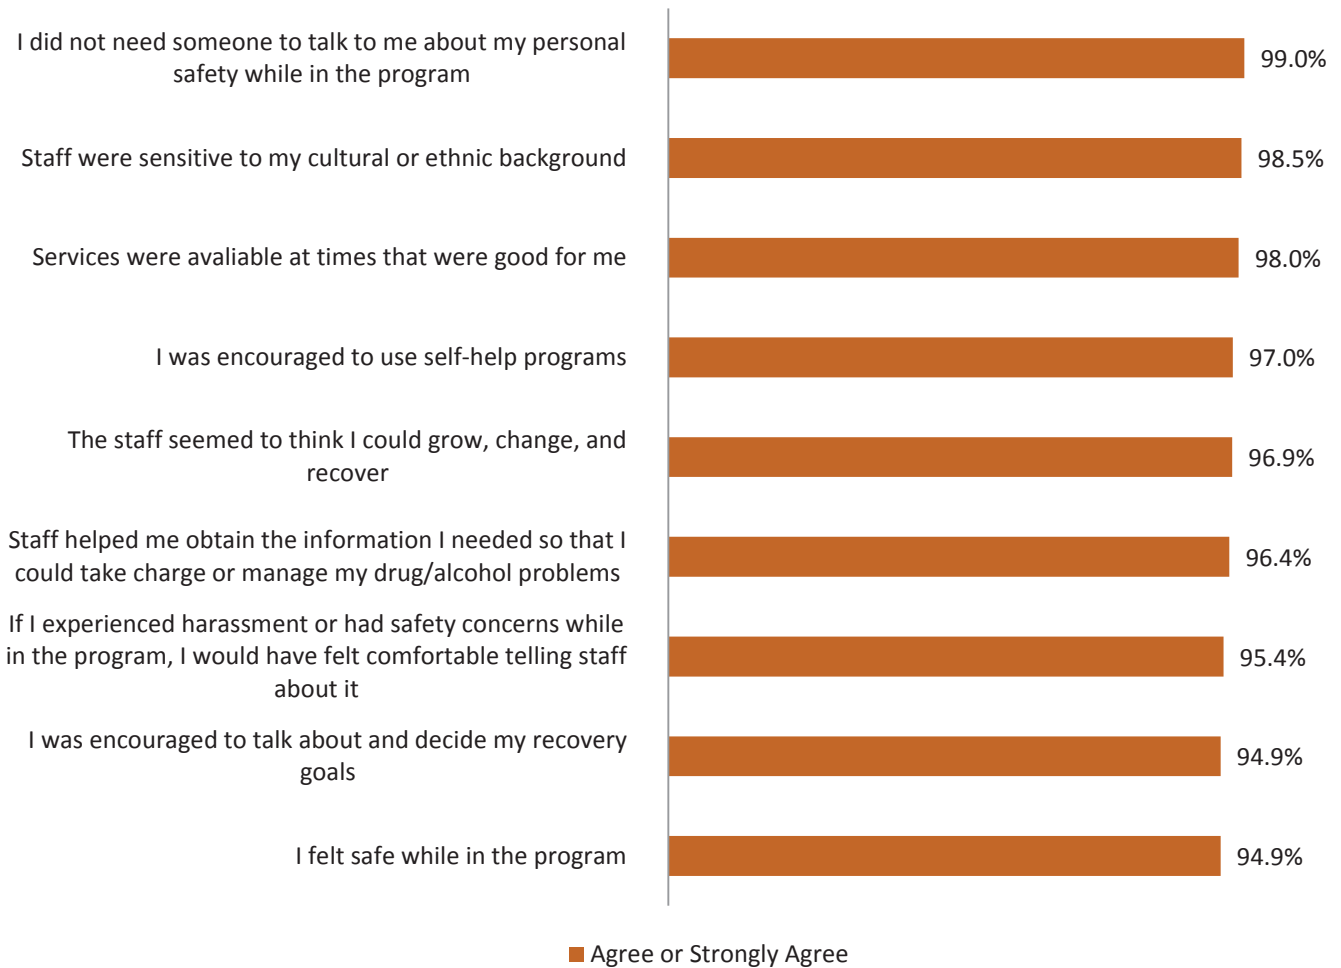 I did not need someone to talk to me about my personal
safety while in the program
99.0%
Staff were sensitive to my cultural or ethnic background
98.5%
Services were avaliable at times that were good for me
98.0%
I was encouraged to use self-help programs
97.0%
The staff seemed to think I could grow, change, and
recover
96.9%
Staff helped me obtain the information I needed so that I
could take charge or manage my drug/alcohol problems
96.4%
If I experienced harassment or had safety concerns while
in the program, I would have felt comfortable telling staff
about it
95.4%
I was encouraged to talk about and decide my recovery
goals
94.9%
I felt safe while in the program
94.9%
Agree or Strongly Agree